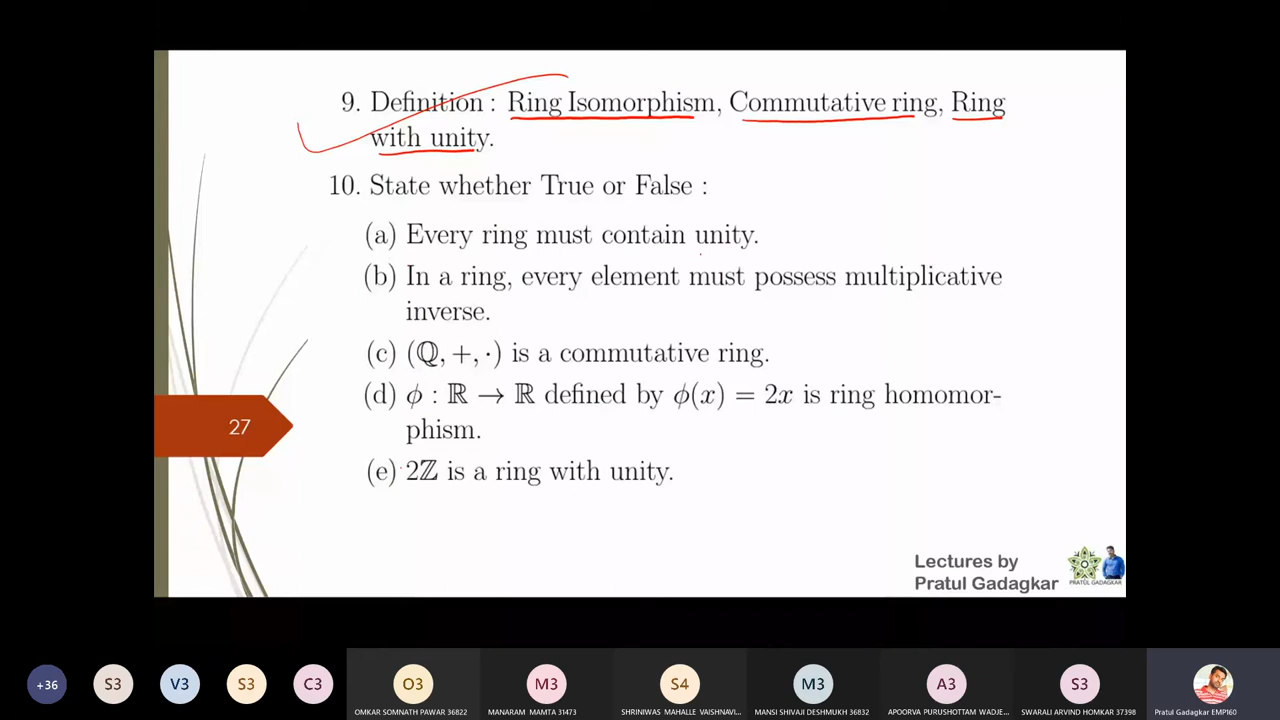 9. Definition : Ring Isomorphism, Commutative ring, Ring
with unity.
10. State whether True or False :
(a) Every ring must contain unity.
(b) In a ring, every element must possess multiplicative
inverse.
(c) (ℚ, +, ·) is a commutative ring.
(d) ϕ : ℝ → ℝ defined by ϕ(x) = 2x is ring homomor-
phism.
(e) 2ℤ is a ring with unity.
27
Lectures by
Pratul Gadagkar
PRATUL GADAGKAR
+36 S3 V3 S3 C3 O3 M3 S4 M3 A3 S3
OMKAR SOMNATH PAWAR 36822 MANARAM MAMTA 31473 SHRINIWAS MAHALLE VAISHNAVI... MANSI SHIVAJI DESHMUKH 36832 APOORVA PURUSHOTTAM WADJE... SWARALI ARVIND HOMKAR 37398 Pratul Gadagkar EMP160